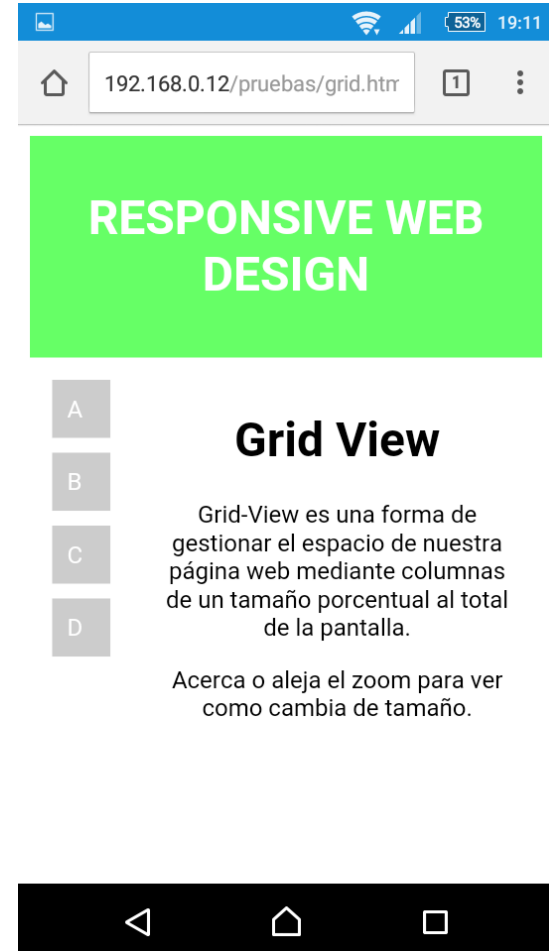 53% 19:11
192.168.0.12/pruebas/grid.htm 1
RESPONSIVE WEB
DESIGN
A
B
C
D
Grid View
Grid-View es una forma de
gestionar el espacio de nuestra
página web mediante columnas
de un tamaño porcentual al total
de la pantalla.
Acerca o aleja el zoom para ver
como cambia de tamaño.